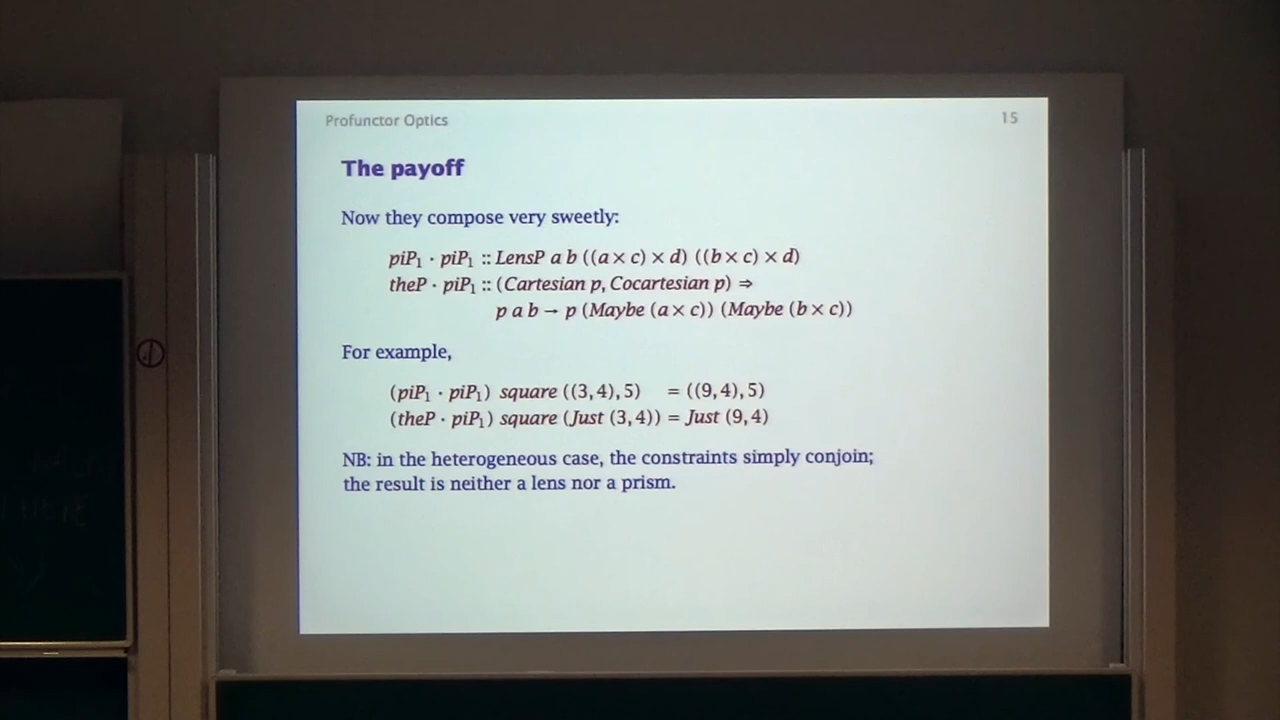 Profunctor Optics
15
The payoff
Now they compose very sweetly:
piP₁ · piP₁ :: LensP a b ((a × c) × d) ((b × c) × d)
theP · piP₁ :: (Cartesian p, Cocartesian p) ⇒
p a b → p (Maybe (a × c)) (Maybe (b × c))
For example,
(piP₁ · piP₁) square ((3, 4), 5) = ((9, 4), 5)
(theP · piP₁) square (Just (3, 4)) = Just (9, 4)
NB: in the heterogeneous case, the constraints simply conjoin;
the result is neither a lens nor a prism.